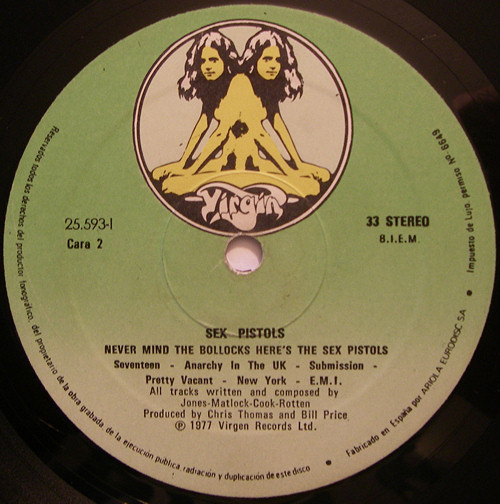 Virgin
25.593-I
Cara 2
33 STEREO
B.I.E.M.
SEX PISTOLS
NEVER MIND THE BOLLOCKS HERE'S THE SEX PISTOLS
Seventeen - Anarchy In The UK - Submission -
Pretty Vacant - New York - E.M.I.
All tracks written and composed by
Jones-Matlock-Cook-Rotten
Produced by Chris Thomas and Bill Price
℗ 1977 Virgen Records Ltd.
Reservados todos los derechos del productor fonográfico, del propietario de la obra grabada, de la ejecución pública, radiación y duplicación de este disco • Fabricado en España por ARIOLA EURODISC, SA • Impuesto de Lujo, permiso Nº 6649